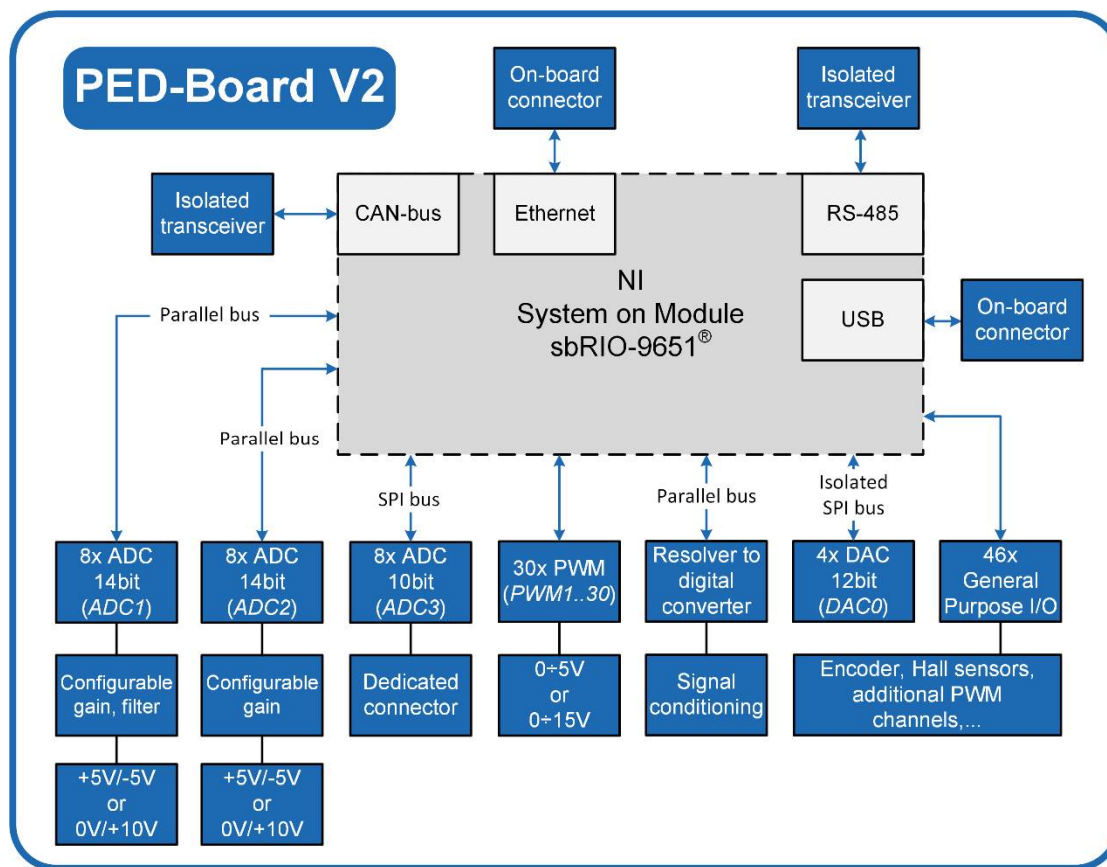 PED-Board V2
On-board
connector
Isolated
transceiver
Isolated
transceiver
CAN-bus
Ethernet
RS-485
NI
System on Module
sbRIO-9651®
USB
On-board
connector
Parallel bus
Parallel bus
SPI bus
Parallel bus
Isolated
SPI bus
8x ADC
14bit
(ADC1)
8x ADC
14bit
(ADC2)
8x ADC
10bit
(ADC3)
30x PWM
(PWM1..30)
Resolver to
digital
converter
4x DAC
12bit
(DAC0)
46x
General
Purpose I/O
Configurable
gain, filter
Configurable
gain
Dedicated
connector
0÷5V
or
0÷15V
Signal
conditioning
Encoder, Hall sensors,
additional PWM
channels,...
+5V/-5V
or
0V/+10V
+5V/-5V
or
0V/+10V